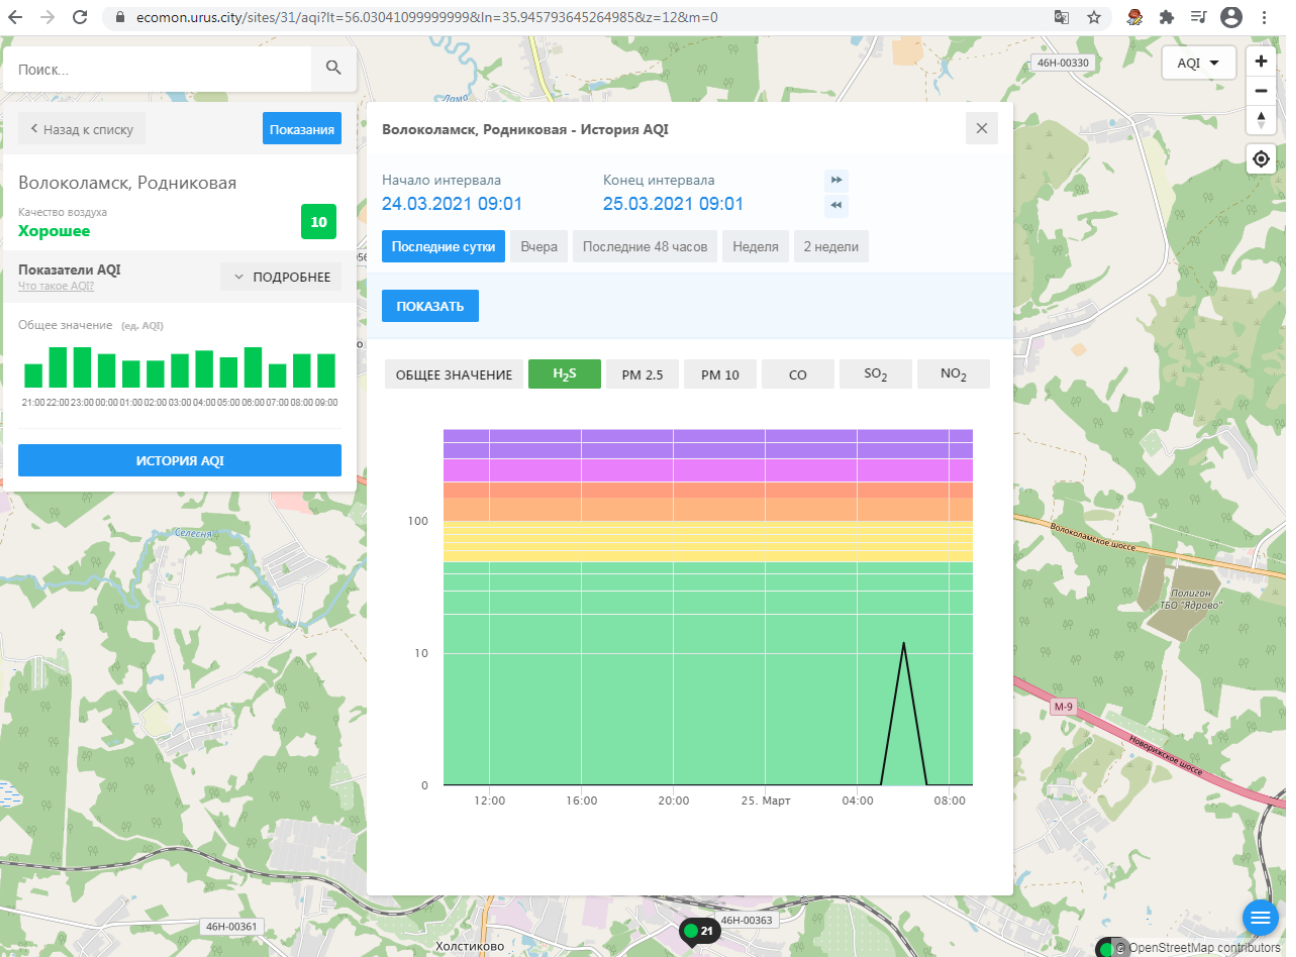 ecomon.urus.city/sites/31/aqi?lt=56.03041099999999&ln=35.945793645264985&z=12&m=0
Поиск...
46Н-00330
AQI
Лама
Назад к списку
Показания
Волоколамск, Родниковая - История AQI
Волоколамск, Родниковая
Качество воздуха
Хорошее
10
Начало интервала
Конец интервала
24.03.2021 09:01
25.03.2021 09:01
Последние сутки
Вчера
Последние 48 часов
Неделя
2 недели
Показатели AQI
Что такое AQI?
ПОДРОБНЕЕ
ПОКАЗАТЬ
Общее значение (ед. AQI)
21:00 22:00 23:00 00:00 01:00 02:00 03:00 04:00 05:00 06:00 07:00 08:00 09:00
ИСТОРИЯ AQI
ОБЩЕЕ ЗНАЧЕНИЕ
H2S
PM 2.5
PM 10
CO
SO2
NO2
100
10
0
12:00
16:00
20:00
25. Март
04:00
08:00
Селесня
Волоколамское шоссе
Полигон
ТБО "Ядрово"
М-9
Новорижское шоссе
46Н-00361
46Н-00363
21
Холстиково
© OpenStreetMap contributors